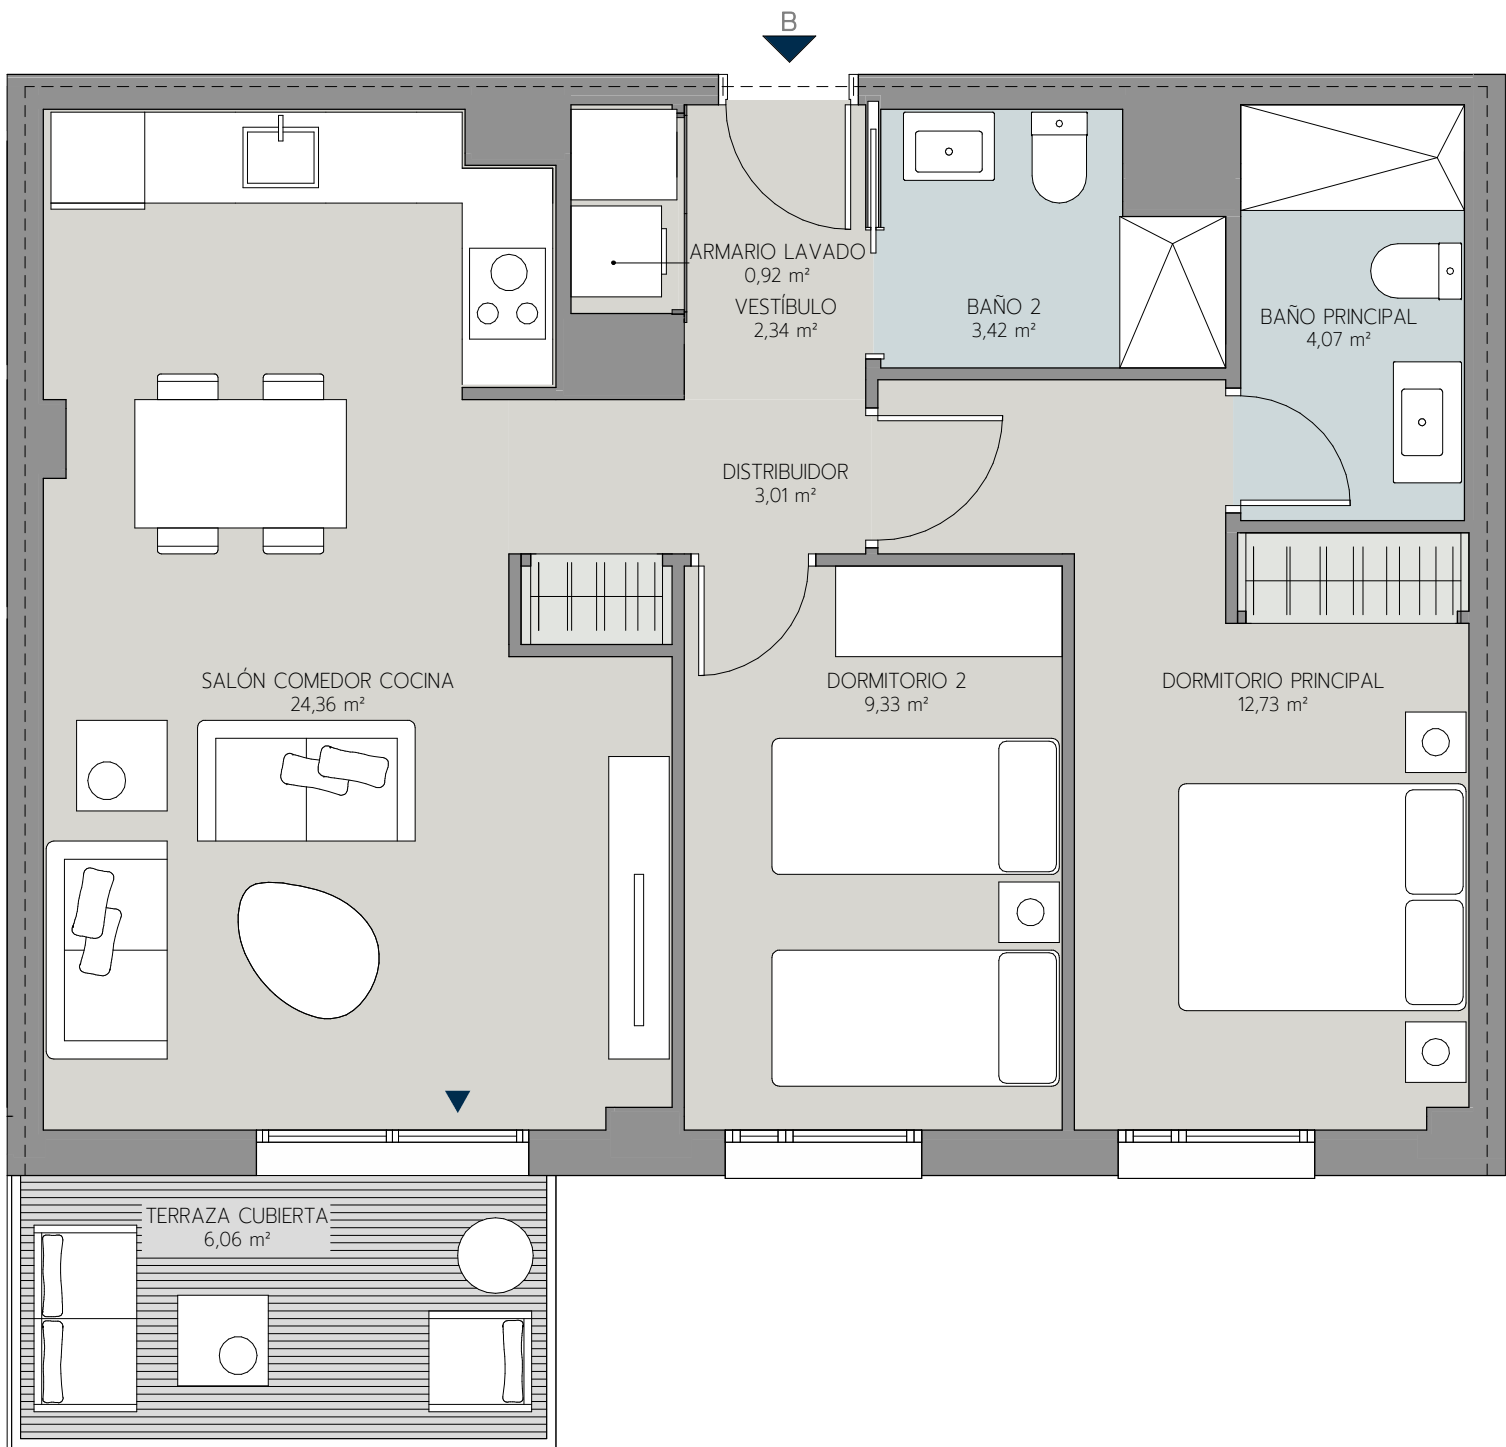 B
ARMARIO LAVADO
0,92 m²
VESTÍBULO
2,34 m²
BAÑO 2
3,42 m²
BAÑO PRINCIPAL
4,07 m²
DISTRIBUIDOR
3,01 m²
SALÓN COMEDOR COCINA
24,36 m²
DORMITORIO 2
9,33 m²
DORMITORIO PRINCIPAL
12,73 m²
TERRAZA CUBIERTA
6,06 m²